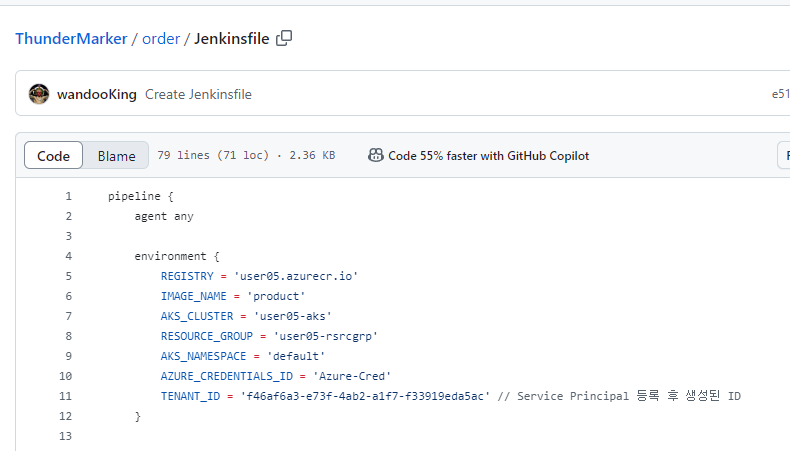 ThunderMarker / order / Jenkinsfile
wandooKing Create Jenkinsfile e51
Code Blame 79 lines (71 loc) · 2.36 KB Code 55% faster with GitHub Copilot
1 pipeline {
2     agent any
3
4     environment {
5         REGISTRY = 'user05.azurecr.io'
6         IMAGE_NAME = 'product'
7         AKS_CLUSTER = 'user05-aks'
8         RESOURCE_GROUP = 'user05-rsrcgrp'
9         AKS_NAMESPACE = 'default'
10         AZURE_CREDENTIALS_ID = 'Azure-Cred'
11         TENANT_ID = 'f46af6a3-e73f-4ab2-a1f7-f33919eda5ac' // Service Principal 등록 후 생성된 ID
12     }
13